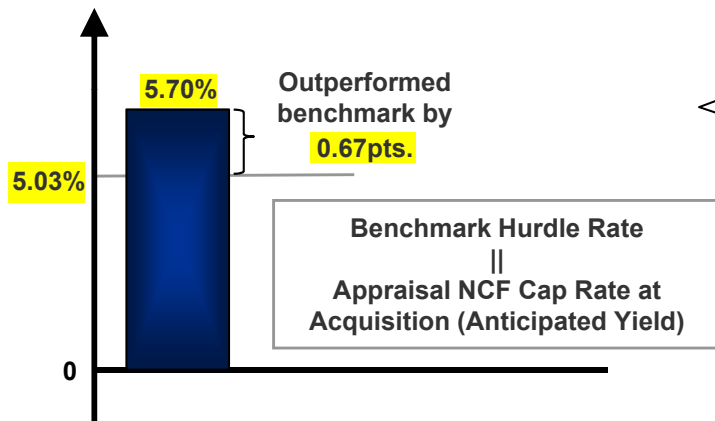 5.70%
Outperformed
benchmark by
0.67pts.
5.03%
Benchmark Hurdle Rate
||
Appraisal NCF Cap Rate at
Acquisition (Anticipated Yield)
0